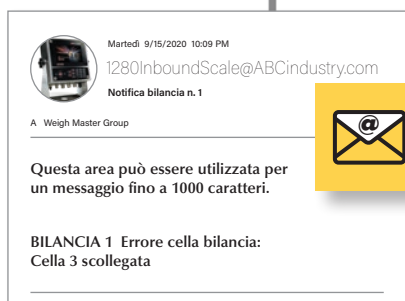 Martedì 9/15/2020 10:09 PM
1280InboundScale@ABCindustry.com
Notifica bilancia n. 1
A Weigh Master Group
@
Questa area può essere utilizzata per
un messaggio fino a 1000 caratteri.
BILANCIA 1 Errore cella bilancia:
Cella 3 scollegata